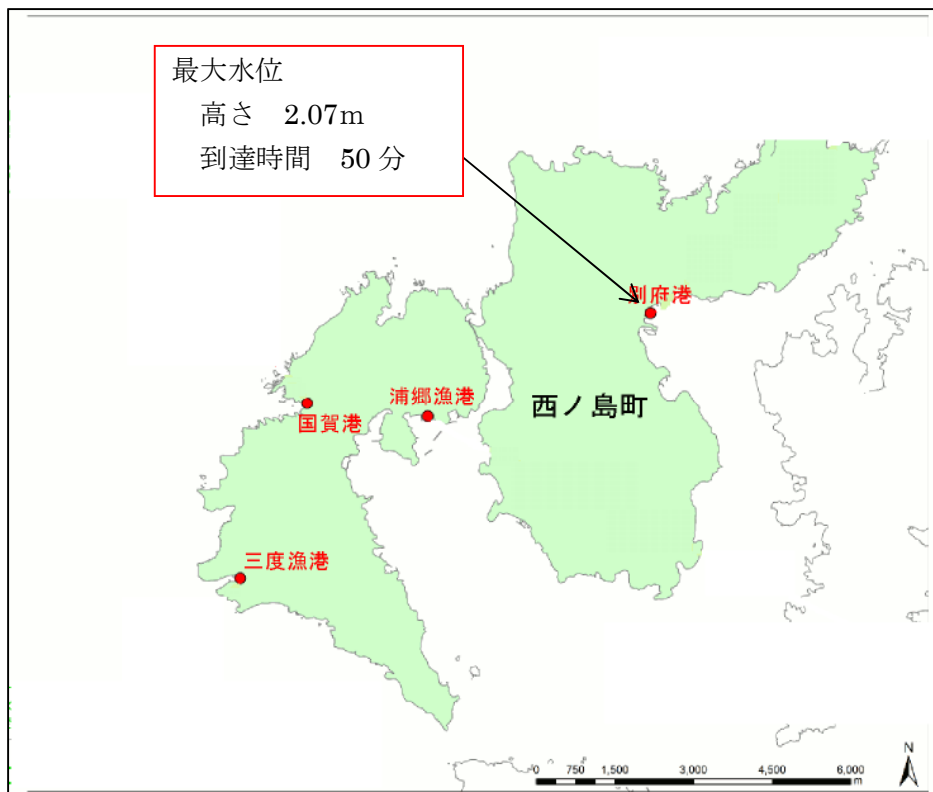 最大水位
高さ 2.07m
到達時間 50分
別府港
浦郷漁港
西ノ島町
国賀港
三度漁港
N
0 750 1,500 3,000 4,500 6,000
m